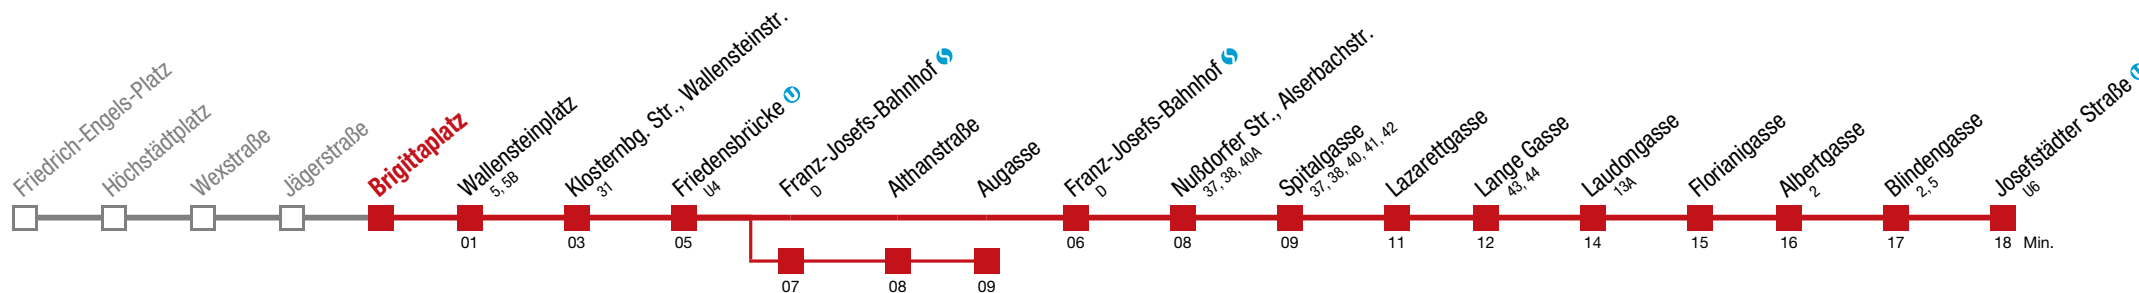 Friedrich-Engels-Platz
Höchstädtplatz
Wexstraße
Jägerstraße
Brigittaplatz
Wallensteinplatz
5, 5B
Klosternbg. Str., Wallensteinstr.
31
Friedensbrücke U
U4
Franz-Josefs-Bahnhof S
D
Althanstraße
Augasse
Franz-Josefs-Bahnhof S
D
Nußdorfer Str., Alserbachstr.
37, 38, 40A
Spitalgasse
37, 38, 40, 41, 42
Lazarettgasse
Lange Gasse
43, 44
Laudongasse
13A
Florianigasse
Albertgasse
2
Blindengasse
2, 5
Josefstädter Straße U
U6
01 03 05 06 08 09 11 12 14 15 16 17 18 Min.
07 08 09